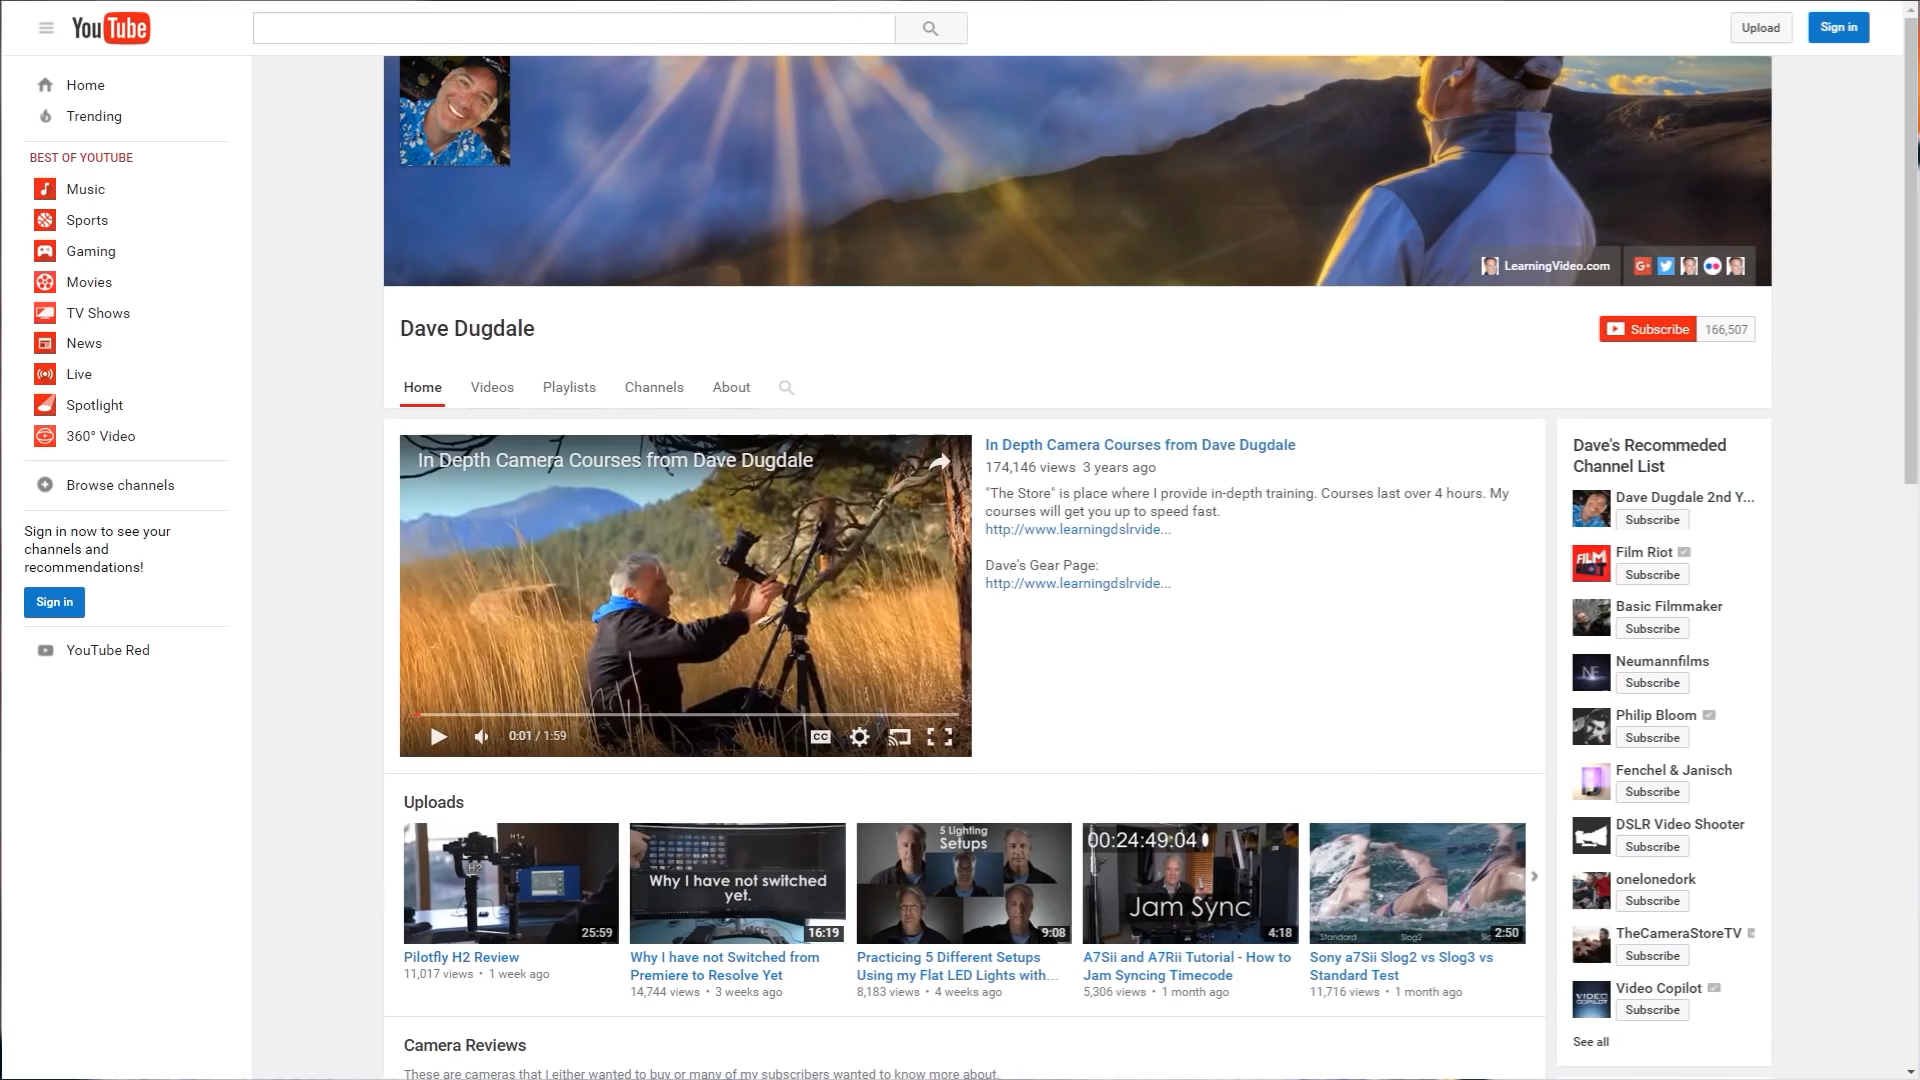 YouTube
Upload
Sign in
Home
Trending
BEST OF YOUTUBE
Music
Sports
Gaming
Movies
TV Shows
News
Live
Spotlight
360° Video
Browse channels
Sign in now to see your
channels and
recommendations!
Sign in
YouTube Red
LearningVideo.com
G+
Dave Dugdale
Subscribe 166,507
Home Videos Playlists Channels About
In Depth Camera Courses from Dave Dugdale
0:01 / 1:59
CC
In Depth Camera Courses from Dave Dugdale
174,146 views 3 years ago
"The Store" is place where I provide in-depth training. Courses last over 4 hours. My
courses will get you up to speed fast.
http://www.learningdslrvide...
Dave's Gear Page:
http://www.learningdslrvide...
Uploads
H1+
H2
25:59
Pilotfly H2 Review
11,017 views • 1 week ago
Why I have not switched
yet.
16:19
Why I have not Switched from
Premiere to Resolve Yet
14,744 views • 3 weeks ago
5 Lighting
Setups
9:08
Practicing 5 Different Setups
Using my Flat LED Lights with...
8,183 views • 4 weeks ago
00:24:49:04
Jam Sync
4:18
A7Sii and A7Rii Tutorial - How to
Jam Syncing Timecode
5,306 views • 1 month ago
Standard Slog2
2:50
Sony a7Sii Slog2 vs Slog3 vs
Standard Test
11,716 views • 1 month ago
Camera Reviews
These are cameras that I either wanted to buy or many of my subscribers wanted to know more about.
Dave's Recommeded
Channel List
Dave Dugdale 2nd Y...
Subscribe
FILM
RIOT
Film Riot
Subscribe
Basic Filmmaker
Subscribe
NF
Neumannfilms
Subscribe
Philip Bloom
Subscribe
Fenchel & Janisch
Subscribe
DSLR Video Shooter
Subscribe
onelonedork
Subscribe
TheCameraStoreTV
Subscribe
VIDEO
COPILOT
Video Copilot
Subscribe
See all